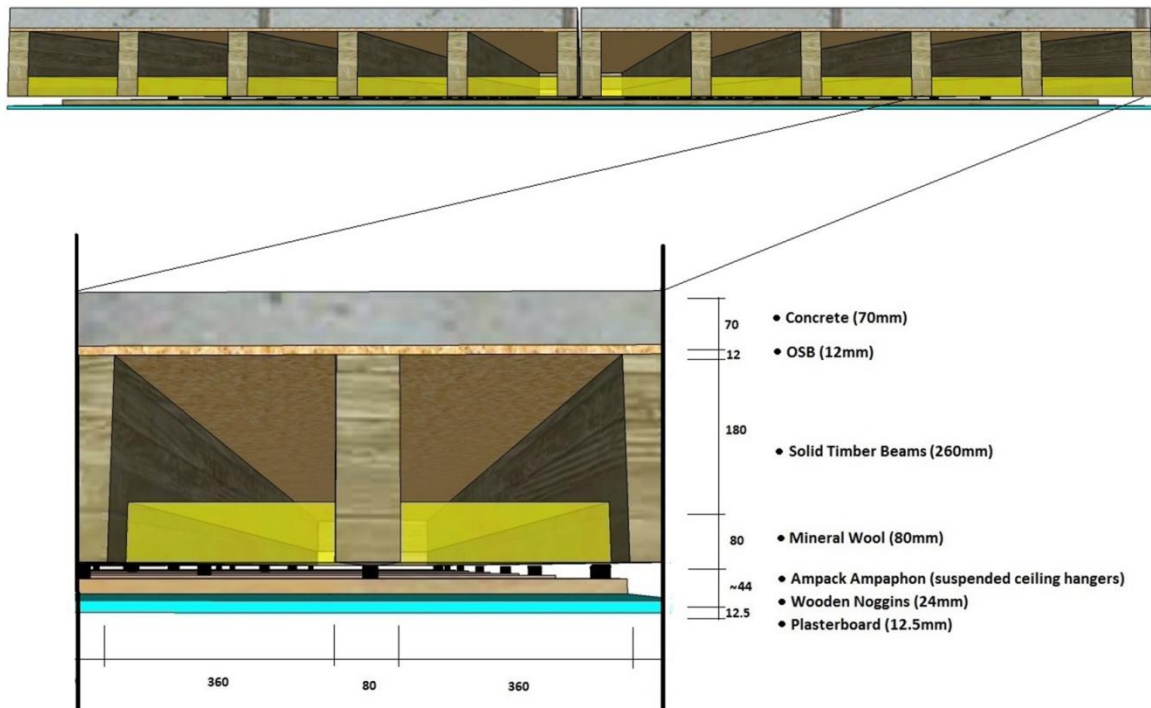 70
• Concrete (70mm)
12
• OSB (12mm)
180
• Solid Timber Beams (260mm)
80
• Mineral Wool (80mm)
~44
• Ampack Ampaphon (suspended ceiling hangers)
• Wooden Noggins (24mm)
12.5
• Plasterboard (12.5mm)
360
80
360